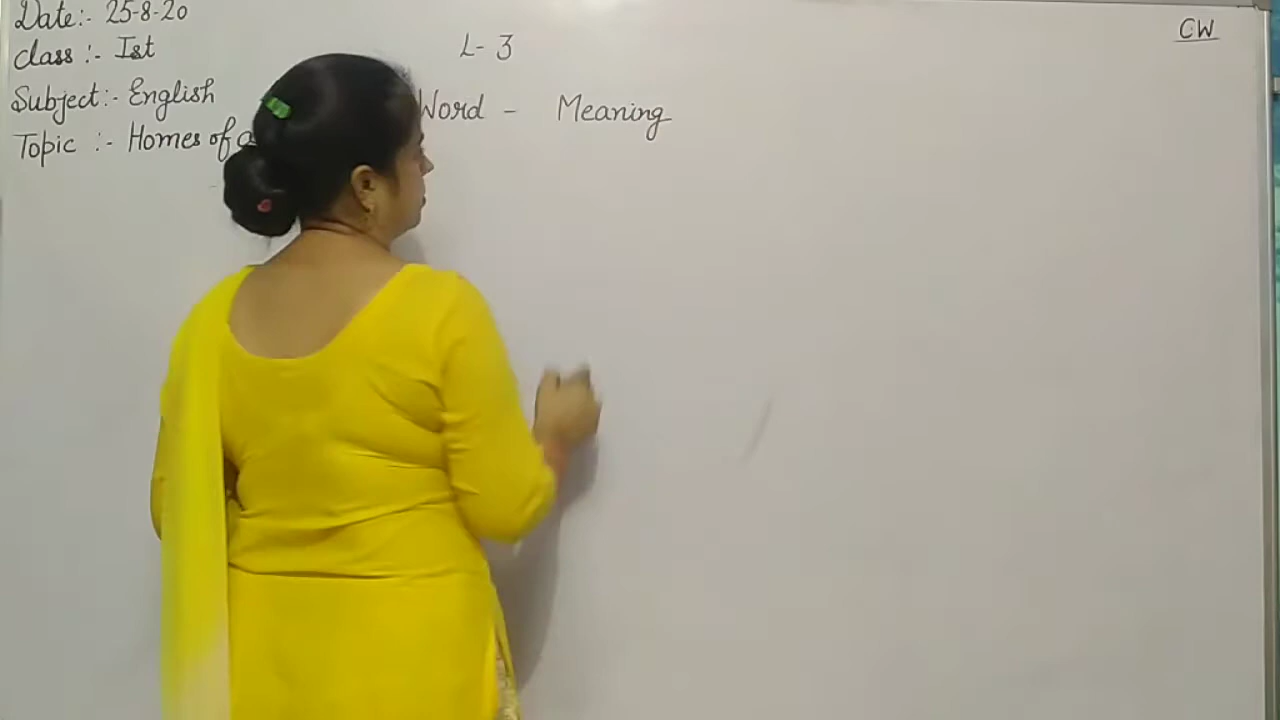 Date:- 25-8-20
CW
Class:- Ist
L- 3
Subject:- English
Word - Meaning
Topic :- Homes of